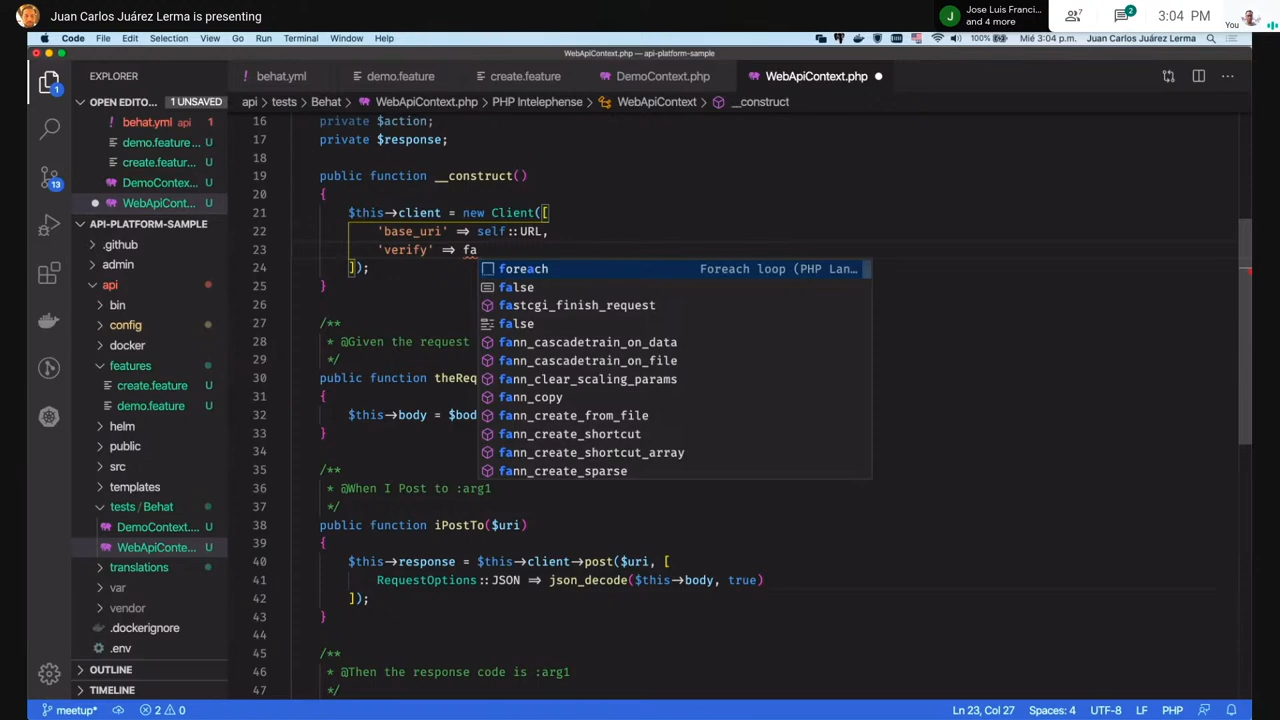 Juan Carlos Juárez Lerma is presenting
Jose Luis Franci...
and 4 more
J
7
2
3:04 PM
You
Code File Edit Selection View Go Run Terminal Window Help
100% Mié 3:04 p.m. Juan Carlos Juárez Lerma
WebApiContext.php — api-platform-sample
EXPLORER
behat.yml
demo.feature
create.feature
DemoContext.php
WebApiContext.php
OPEN EDITO... 1 UNSAVED
behat.yml api 1
demo.feature ... U
create.featur... U
DemoContex... U
WebApiCont... U
API-PLATFORM-SAMPLE
.github
admin
api
bin
config
docker
features
create.feature U
demo.feature U
helm
public
src
templates
tests / Behat
DemoContext.... U
WebApiConte... U
translations
var
vendor
.dockerignore
.env
OUTLINE
TIMELINE
1
13
api > tests > Behat > WebApiContext.php > PHP Intelephense > WebApiContext > __construct
16 private $action;
17 private $response;
18
19 public function __construct()
20 {
21 $this->client = new Client([
22 'base_uri' => self::URL,
23 'verify' => fa
24 ]);
25 }
26
27 /**
28 * @Given the request
29 */
30 public function theReq
31 {
32 $this->body = $bod
33 }
34
35 /**
36 * @When I Post to :arg1
37 */
38 public function iPostTo($uri)
39 {
40 $this->response = $this->client->post($uri, [
41 RequestOptions::JSON => json_decode($this->body, true)
42 ]);
43 }
44
45 /**
46 * @Then the response code is :arg1
47 */
foreach Foreach loop (PHP Lan...
false
fastcgi_finish_request
false
fann_cascadetrain_on_data
fann_cascadetrain_on_file
fann_clear_scaling_params
fann_copy
fann_create_from_file
fann_create_shortcut
fann_create_shortcut_array
fann_create_sparse
meetup* 2 0 Ln 23, Col 27 Spaces: 4 UTF-8 LF PHP